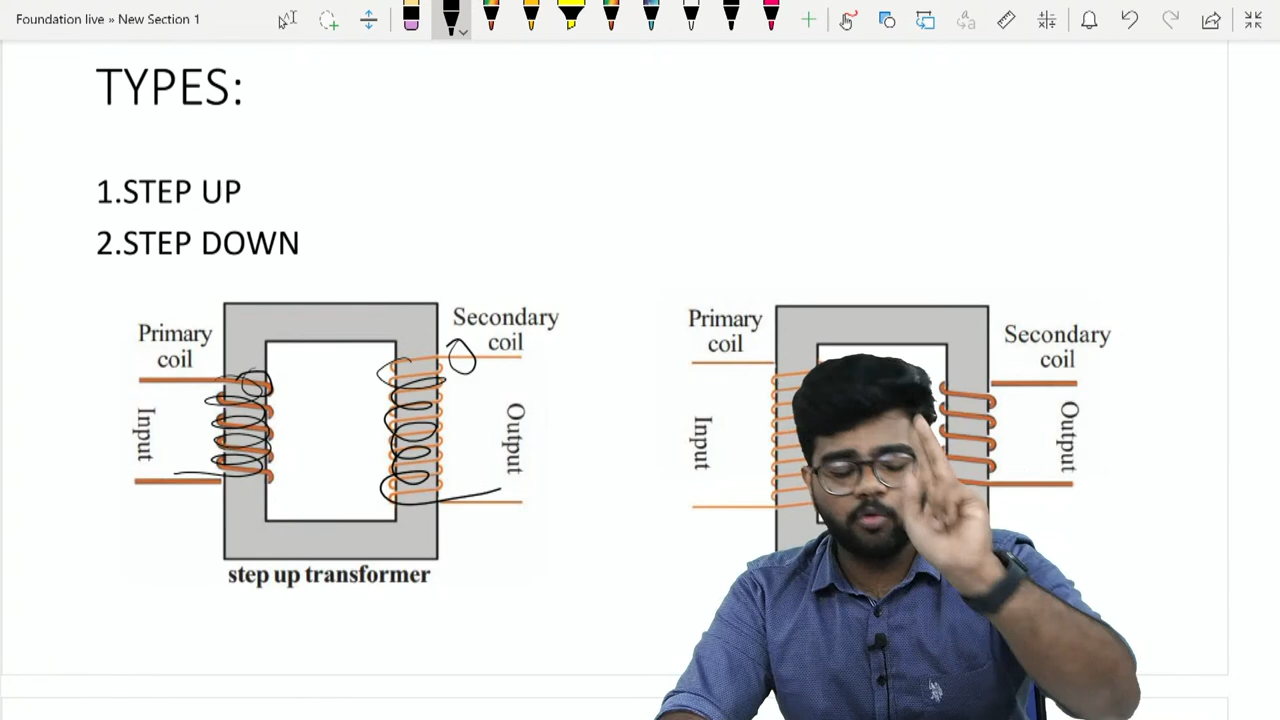 Foundation live » New Section 1
TYPES:
1.STEP UP
2.STEP DOWN
Primary
coil
Secondary
coil
Input
Output
step up transformer
Primary
coil
Secondary
coil
Input
Output